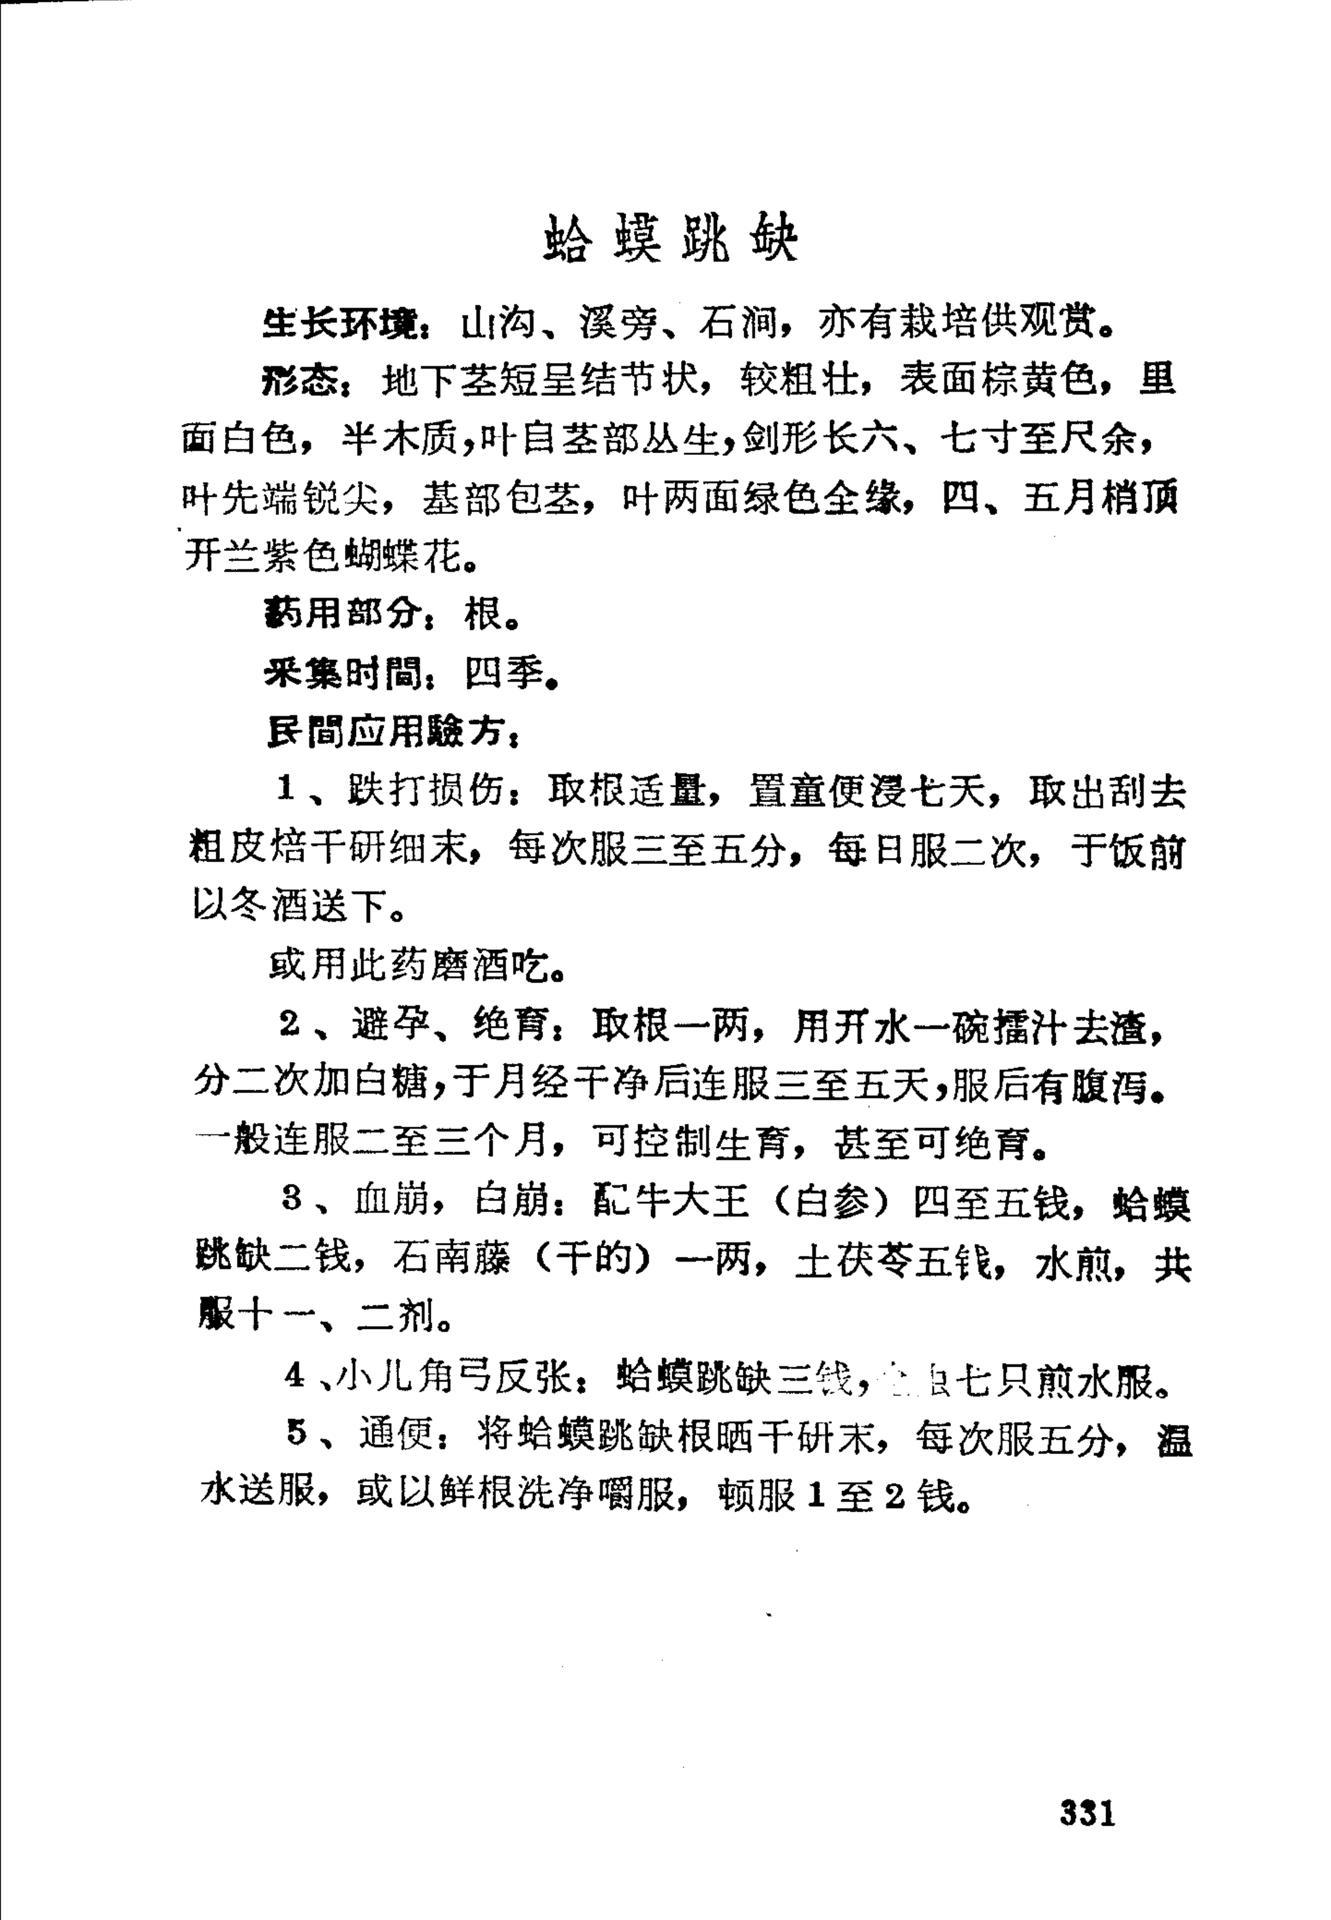 蛤蟆跳缺
生长环境：山沟、溪旁、石涧，亦有栽培供观赏。
形态：地下茎短呈结节状，较粗壮，表面棕黄色，里
面白色，半木质，叶自茎部丛生，剑形长六、七寸至尺余，
叶先端锐尖，基部包茎，叶两面绿色全缘，四、五月梢顶
开兰紫色蝴蝶花。
药用部分：根。
采集时間：四季。
民間应用驗方：
1、跌打损伤：取根适量，置童便浸七天，取出刮去
粗皮焙干研细末，每次服三至五分，每日服二次，于饭前
以冬酒送下。
或用此药磨酒吃。
2、避孕、绝育：取根一两，用开水一碗擂汁去渣，
分二次加白糖，于月经干净后连服三至五天，服后有腹泻。
一般连服二至三个月，可控制生育，甚至可绝育。
3、血崩，白崩：配牛大王（白参）四至五钱，蛤蟆
跳缺二钱，石南藤（干的）一两，土茯苓五钱，水煎，共
服十一、二剂。
4、小儿角弓反张：蛤蟆跳缺三钱，虫七只煎水服。
5、通便：将蛤蟆跳缺根晒干研末，每次服五分，温
水送服，或以鲜根洗净嚼服，顿服1至2钱。
331